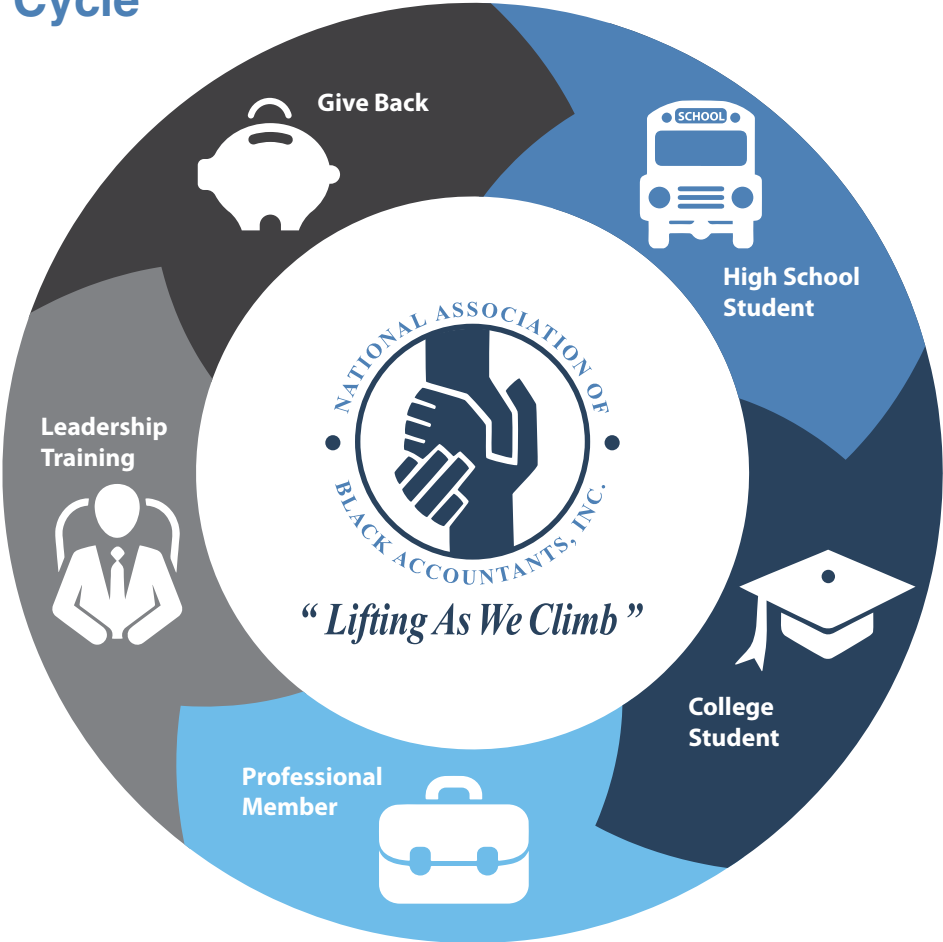 Cycle
Give Back
SCHOOL
High School
Student
NATIONAL ASSOCIATION OF
BLACK ACCOUNTANTS, INC.
“ Lifting As We Climb ”
Leadership
Training
College
Student
Professional
Member